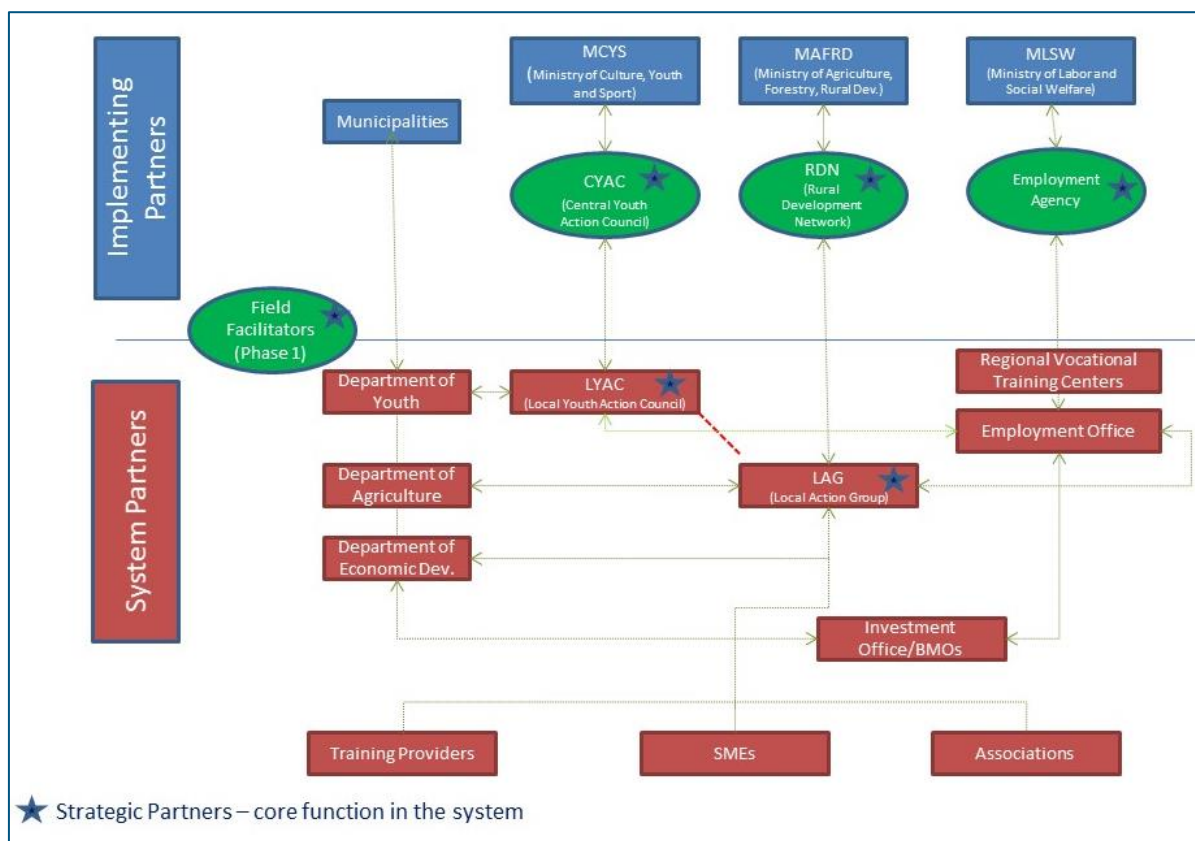 Implementing
Partners
MCYS
(Ministry of Culture, Youth
and Sport)
MAFRD
(Ministry of Agriculture,
Forestry, Rural Dev.)
MLSW
(Ministry of Labor and
Social Welfare)
Municipalities
CYAC
(Central Youth
Action Council)
RDN
(Rural
Development
Network)
Employment
Agency
Field
Facilitators
(Phase 1)
System Partners
Department of
Youth
LYAC
(Local Youth Action Council)
Regional Vocational
Training Centers
Employment Office
Department of
Agriculture
LAG
(Local Action Group)
Department of
Economic Dev.
Investment
Office/BMOs
Training Providers
SMEs
Associations
Strategic Partners – core function in the system